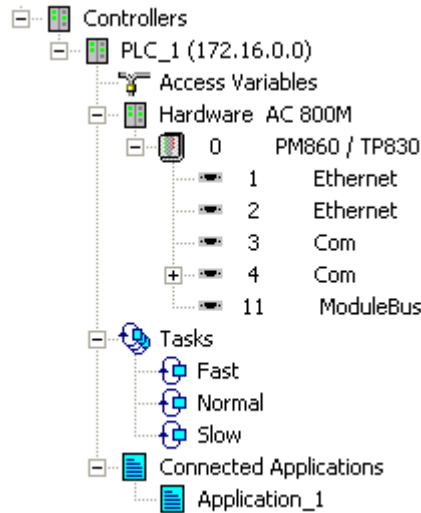 Controllers
PLC_1 (172.16.0.0)
Access Variables
Hardware AC 800M
0 PM860 / TP830
1 Ethernet
2 Ethernet
3 Com
4 Com
11 ModuleBus
Tasks
Fast
Normal
Slow
Connected Applications
Application_1